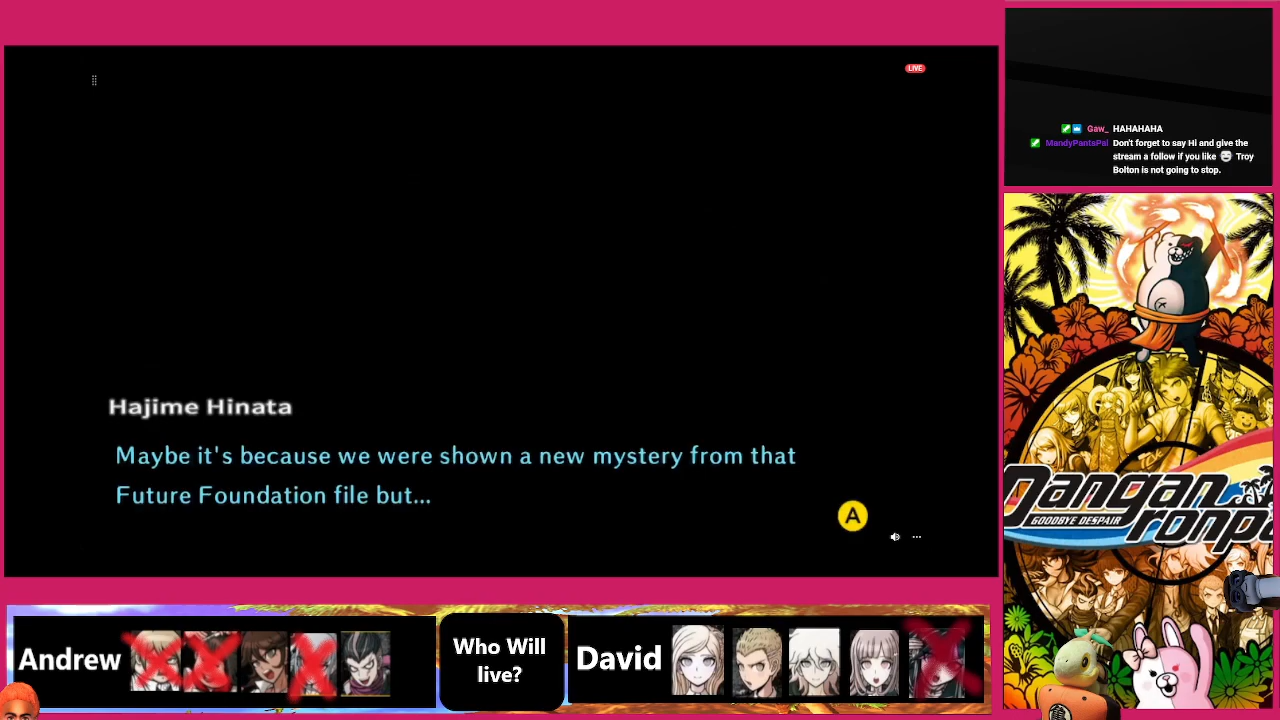 LIVE
Gaw_ HAHAHAHA
MandyPantsPal Don't forget to say Hi and give the
stream a follow if you like Troy
Bolton is not going to stop.
Hajime Hinata
Maybe it's because we were shown a new mystery from that
Future Foundation file but...
A
Dangan
GOODBYE DESPAIR
ronpa
Andrew
Who Will
live?
David